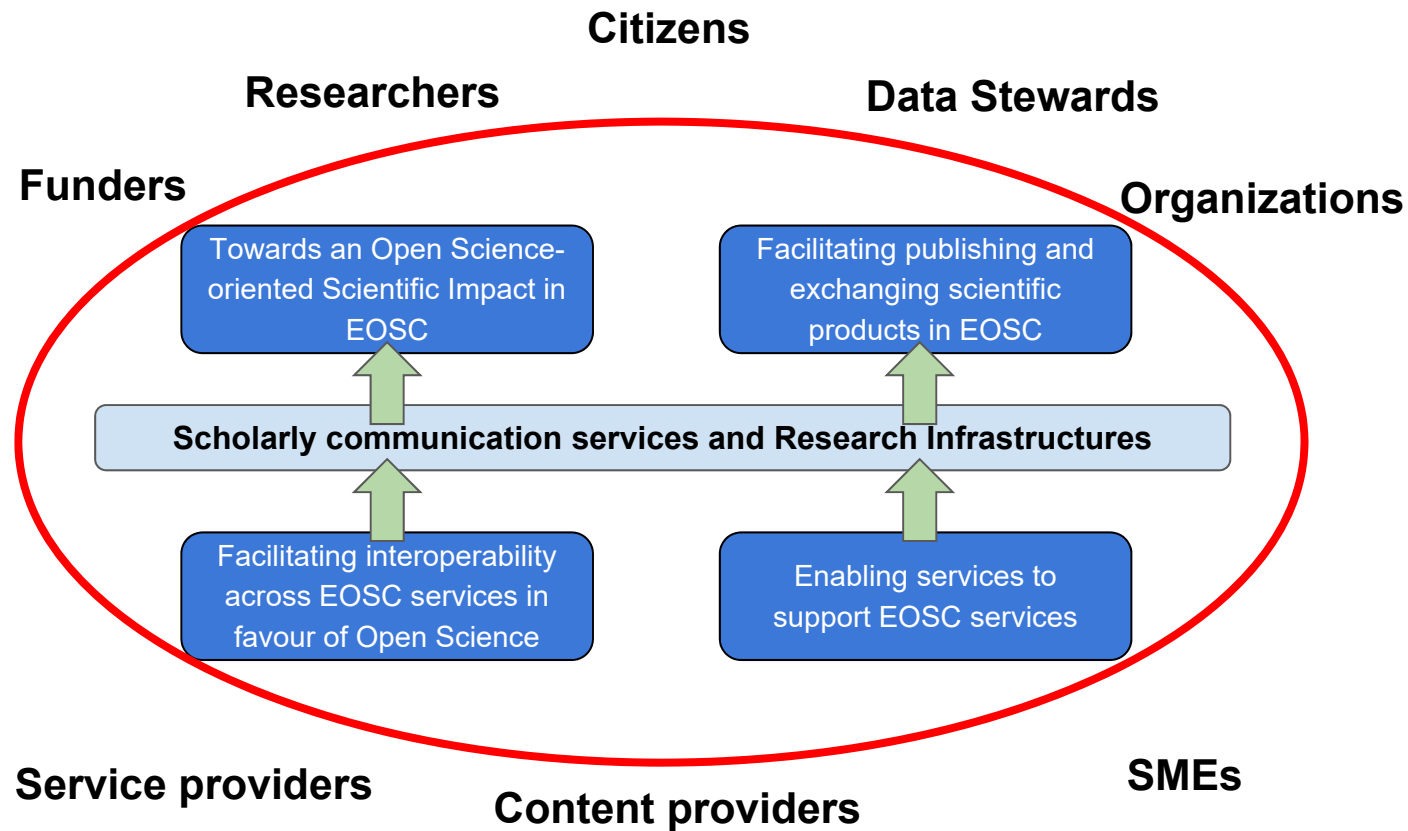 Citizens
Researchers
Data Stewards
Funders
Organizations
Towards an Open Science-
oriented Scientific Impact in
EOSC
Facilitating publishing and
exchanging scientific
products in EOSC
Scholarly communication services and Research Infrastructures
Facilitating interoperability
across EOSC services in
favour of Open Science
Enabling services to
support EOSC services
Service providers
Content providers
SMEs